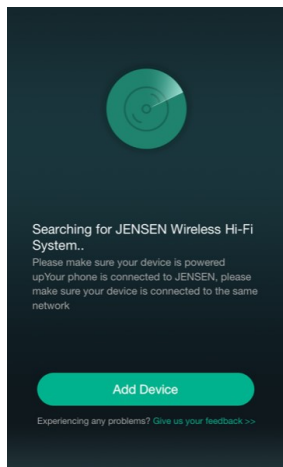 Searching for JENSEN Wireless Hi-Fi
System..
Please make sure your device is powered
upYour phone is connected to JENSEN, please
make sure your device is connected to the same
network
Add Device
Experiencing any problems? Give us your feedback >>